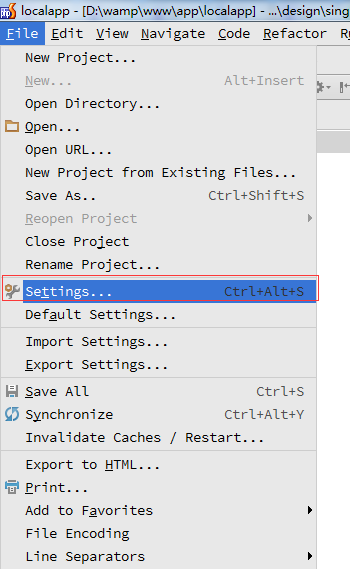 localapp - [D:\wamp\www\app\localapp] - ...\design\sing
File Edit View Navigate Code Refactor R
New Project...
New... Alt+Insert
Open Directory...
Open...
Open URL...
New Project from Existing Files...
Save As.. Ctrl+Shift+S
Reopen Project
Close Project
Rename Project...
Settings... Ctrl+Alt+S
Default Settings...
Import Settings...
Export Settings...
Save All Ctrl+S
Synchronize Ctrl+Alt+Y
Invalidate Caches / Restart...
Export to HTML...
Print...
Add to Favorites
File Encoding
Line Separators